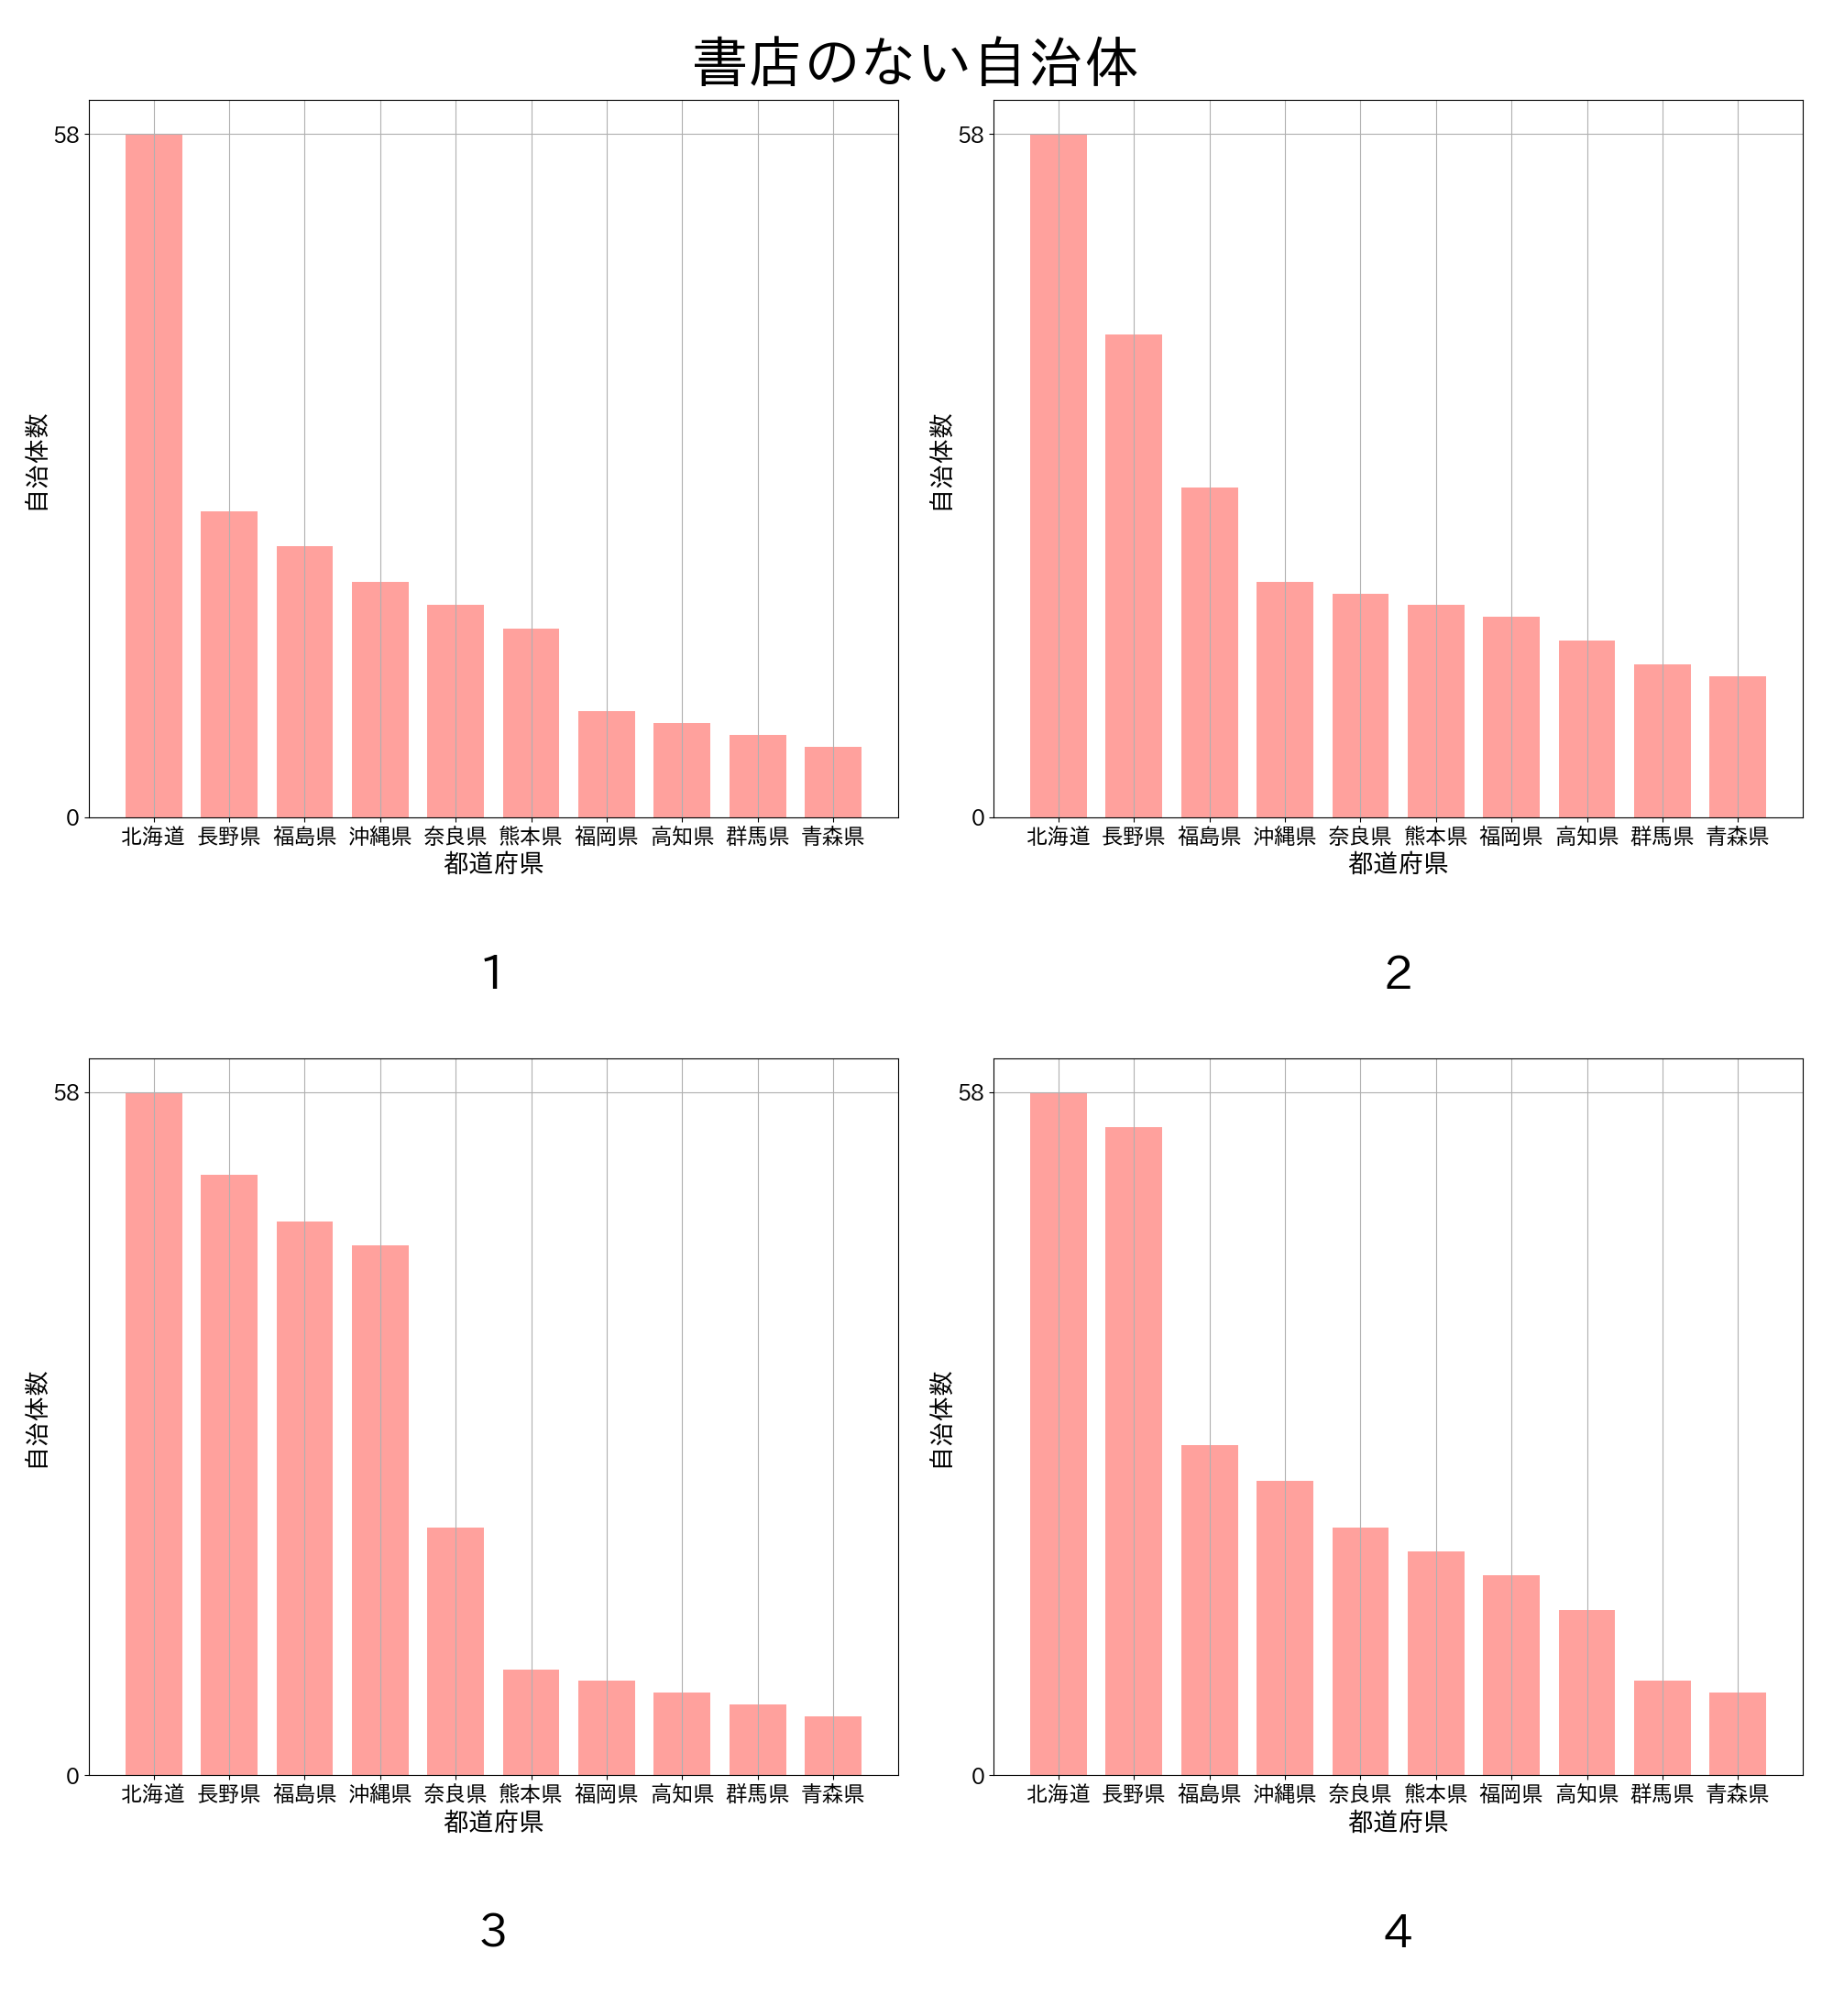 書店のない自治体
58
0
自治体数
北海道 長野県 福島県 沖縄県 奈良県 熊本県 福岡県 高知県 群馬県 青森県
都道府県
1
58
0
自治体数
北海道 長野県 福島県 沖縄県 奈良県 熊本県 福岡県 高知県 群馬県 青森県
都道府県
2
58
0
自治体数
北海道 長野県 福島県 沖縄県 奈良県 熊本県 福岡県 高知県 群馬県 青森県
都道府県
3
58
0
自治体数
北海道 長野県 福島県 沖縄県 奈良県 熊本県 福岡県 高知県 群馬県 青森県
都道府県
4